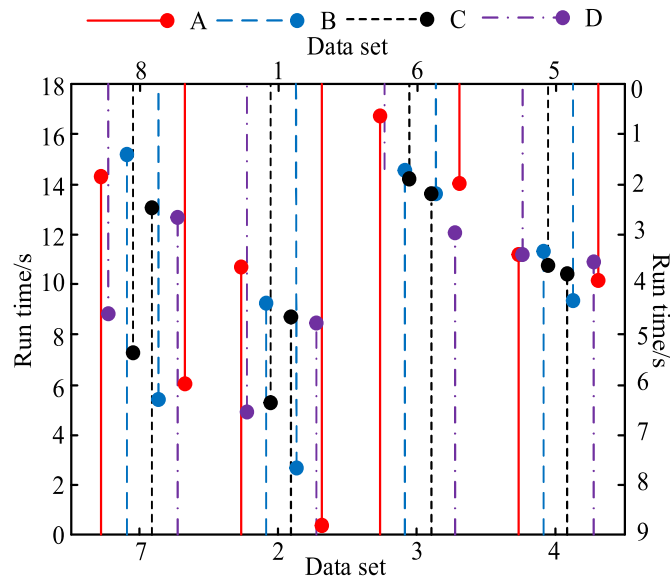 A B C D
Data set
8 1 6 5
18 0
16 1
14 2
12 3
10 4
8 5
6 6
4 7
2 8
0 9
Run time/s
Run time/s
7 2 3 4
Data set